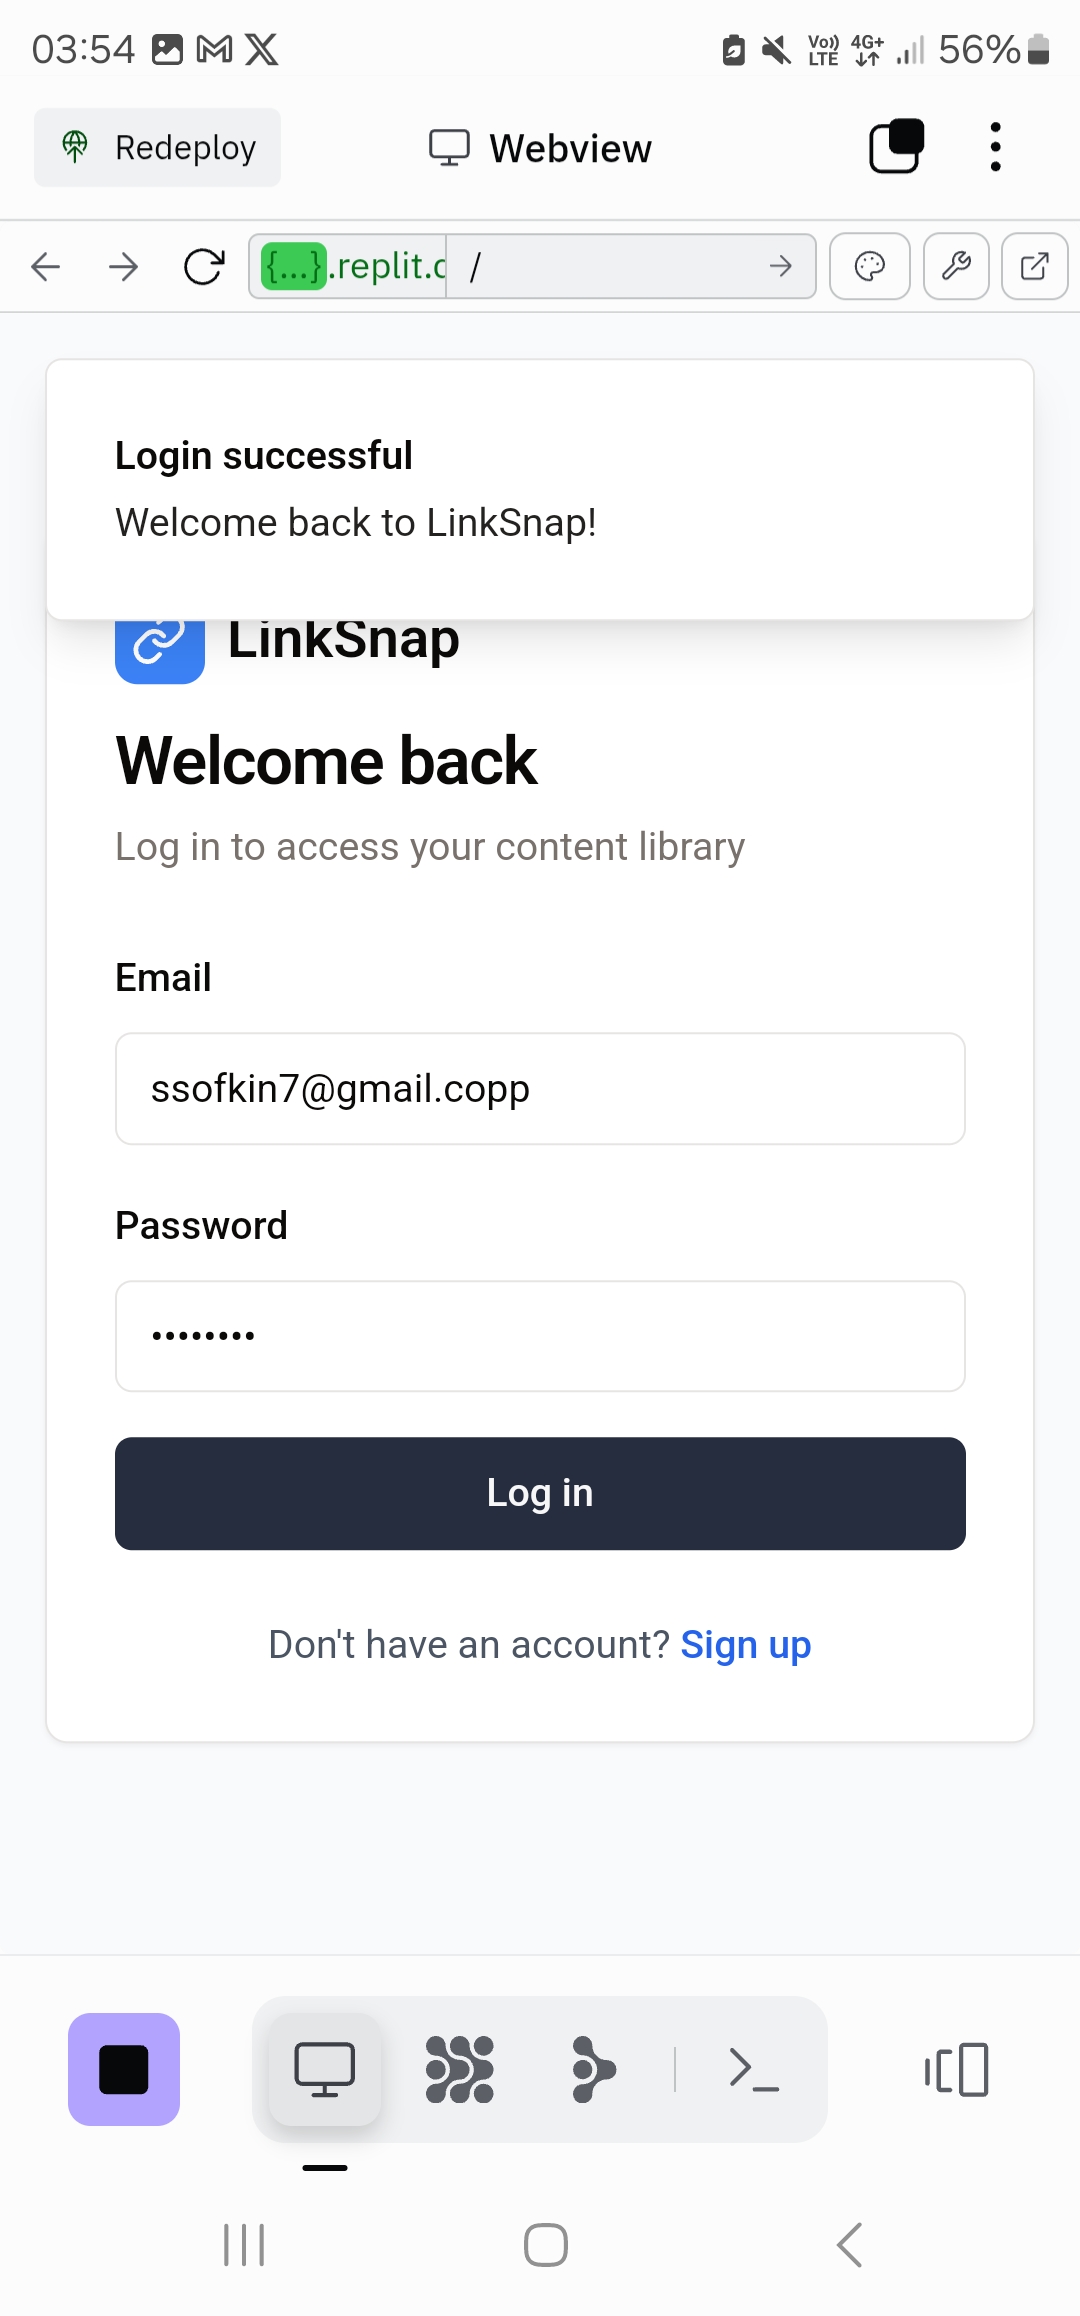 03:54
Vo)) LTE 4G+ 56%
Redeploy
Webview
{...}.replit.c /
Login successful
Welcome back to LinkSnap!
LinkSnap
Welcome back
Log in to access your content library
Email
ssofkin7@gmail.copp
Password
••••••••
Log in
Don't have an account? Sign up